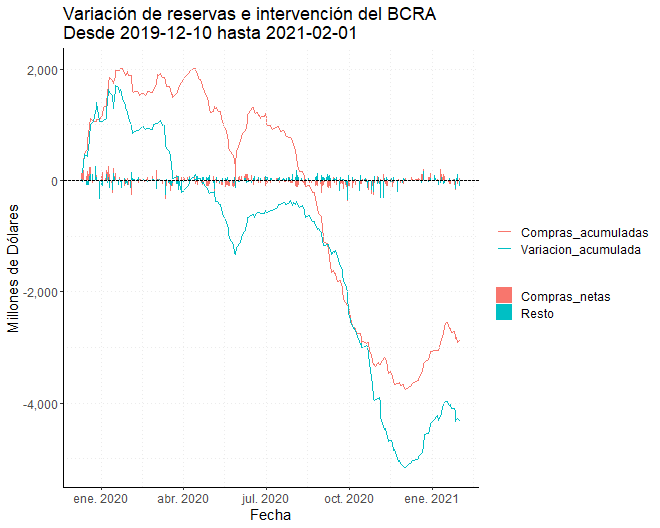 Variación de reservas e intervención del BCRA
Desde 2019-12-10 hasta 2021-02-01
Millones de Dólares
2,000
0
-2,000
-4,000
ene. 2020
abr. 2020
jul. 2020
oct. 2020
ene. 2021
Fecha
Compras_acumuladas
Variacion_acumulada
Compras_netas
Resto